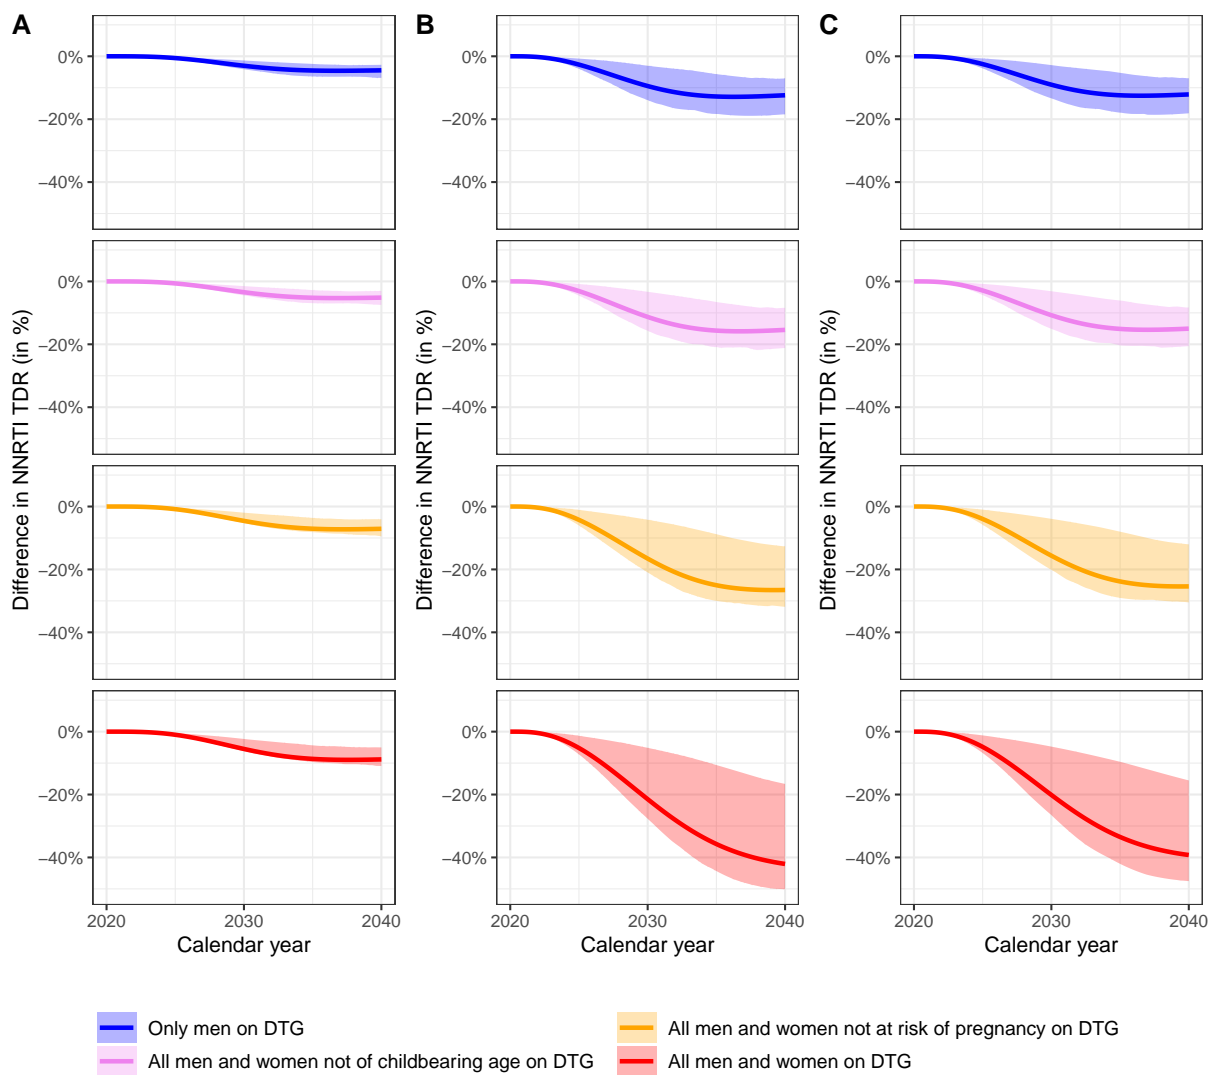 A
B
C
Difference in NNRTI TDR (in %)
Difference in NNRTI TDR (in %)
Difference in NNRTI TDR (in %)
0%
−20%
−40%
0%
−20%
−40%
0%
−20%
−40%
0%
−20%
−40%
0%
−20%
−40%
0%
−20%
−40%
0%
−20%
−40%
0%
−20%
−40%
0%
−20%
−40%
0%
−20%
−40%
0%
−20%
−40%
0%
−20%
−40%
2020 2030 2040
2020 2030 2040
2020 2030 2040
Calendar year
Calendar year
Calendar year
Only men on DTG
All men and women not of childbearing age on DTG
All men and women not at risk of pregnancy on DTG
All men and women on DTG